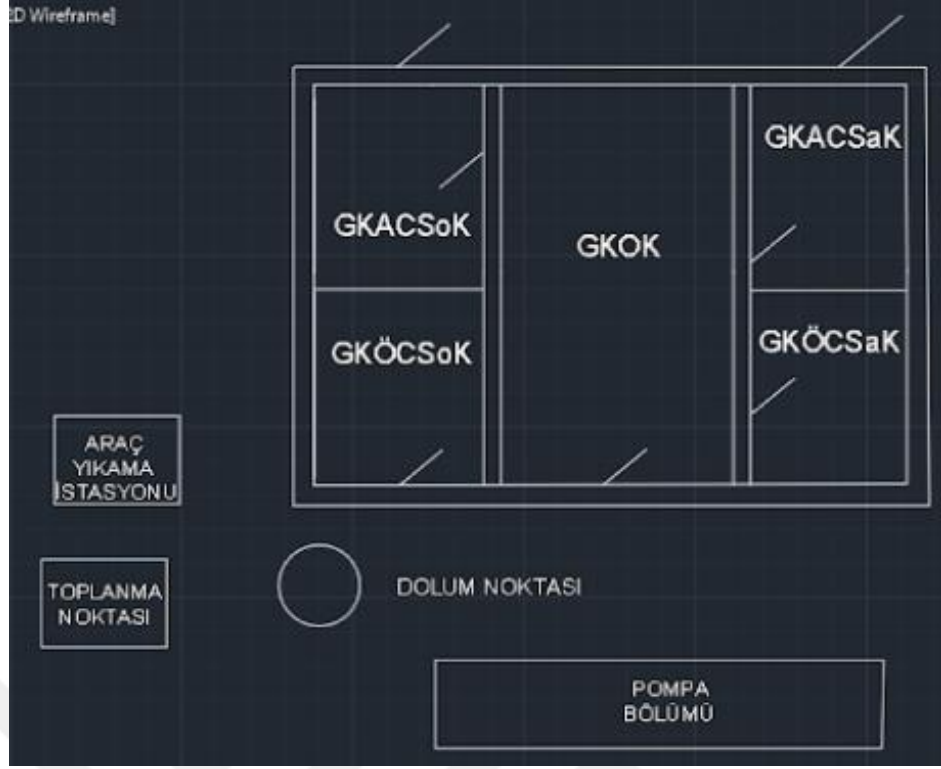 2D Wireframe]
GKACSaK
GKACSoK
GKOK
GKÖCSaK
GKÖCSoK
ARAÇ
YIKAMA
İSTASYONU
TOPLANMA
NOKTASI
DOLUM NOKTASI
POMPA
BÖLÜMÜ